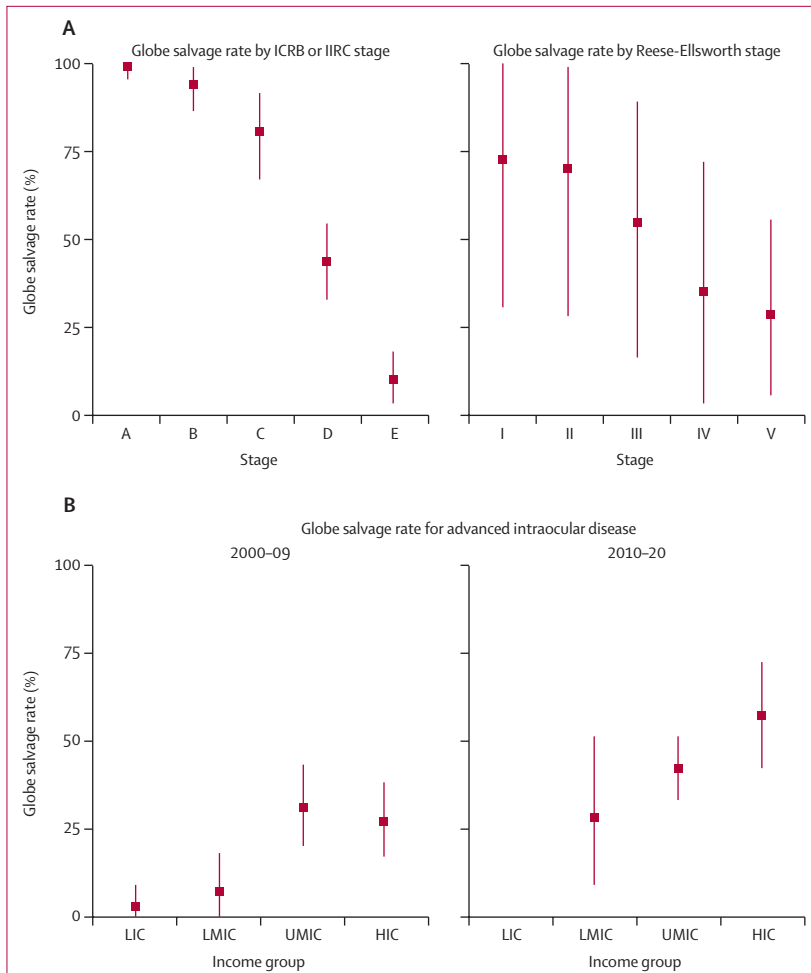 A
Globe salvage rate by ICRB or IIRC stage
Globe salvage rate (%)
100
75
50
25
0
A B C D E
Stage
Globe salvage rate by Reese-Ellsworth stage
I II III IV V
Stage
B
Globe salvage rate for advanced intraocular disease
2000–09
Globe salvage rate (%)
100
75
50
25
0
LIC LMIC UMIC HIC
Income group
2010–20
LIC LMIC UMIC HIC
Income group